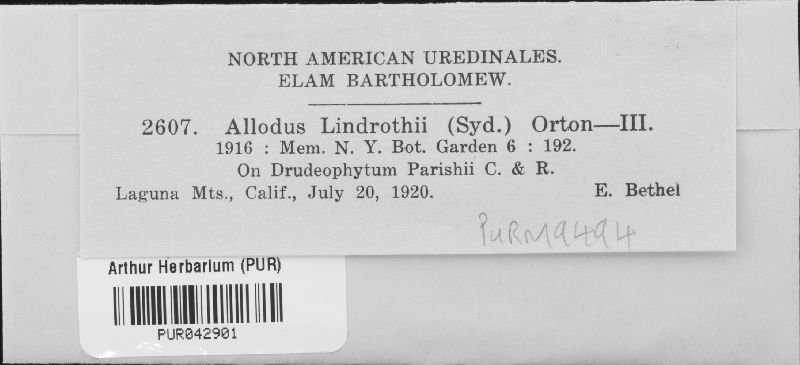 NORTH AMERICAN UREDINALES.
ELAM BARTHOLOMEW.
2607. Allodus Lindrothii (Syd.) Orton—III.
1916 : Mem. N. Y. Bot. Garden 6 : 192.
On Drudeophytum Parishii C. & R.
Laguna Mts., Calif., July 20, 1920. E. Bethel
PURM9494
Arthur Herbarium (PUR)
PUR042901